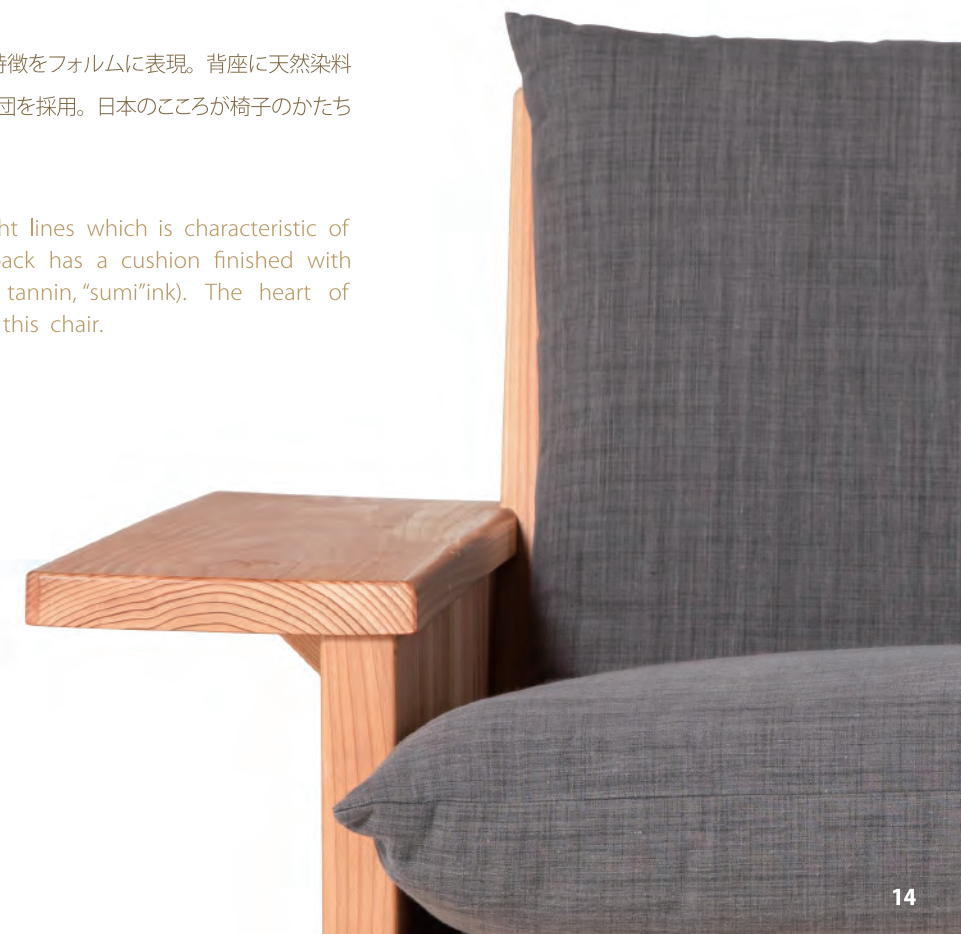 特徴をフォルムに表現。背座に天然染料
団を採用。日本のこころが椅子のかたち
ht lines which is characteristic of
back has a cushion finished with
tannin, “sumi”ink). The heart of
this chair.
14